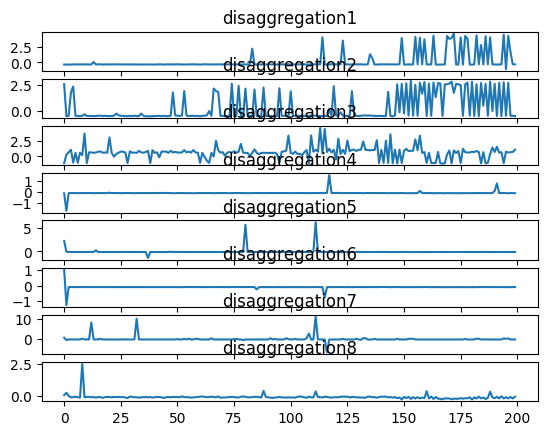 disaggregation1
2.5
0.0
disaggregation2
2.5
0.0
disaggregation3
2.5
0.0
disaggregation4
1
0
−1
disaggregation5
5
0
disaggregation6
1
0
−1
disaggregation7
10
0
disaggregation8
2.5
0.0
0 25 50 75 100 125 150 175 200